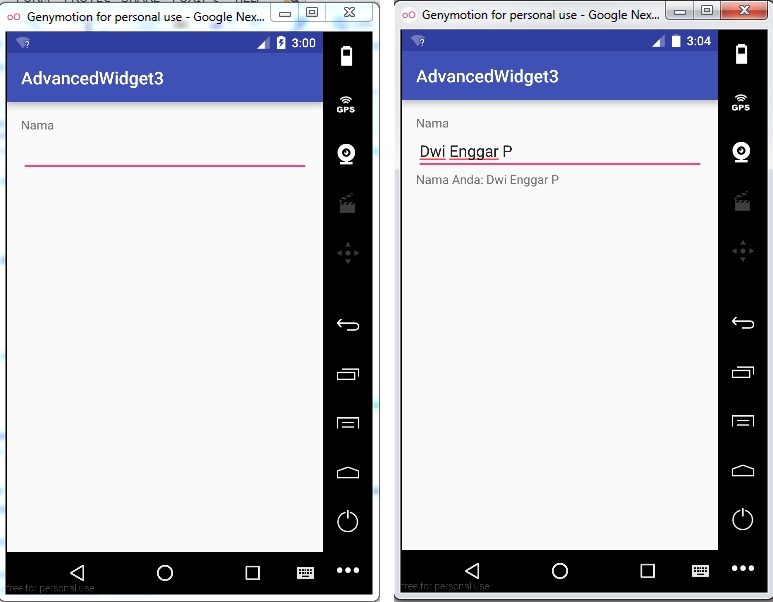 Genymotion for personal use - Google Nex...
3:00
AdvancedWidget3
GPS
Nama
free for personal use
Genymotion for personal use - Google Nex...
3:04
AdvancedWidget3
GPS
Nama
Dwi Enggar P
Nama Anda: Dwi Enggar P
free for personal use